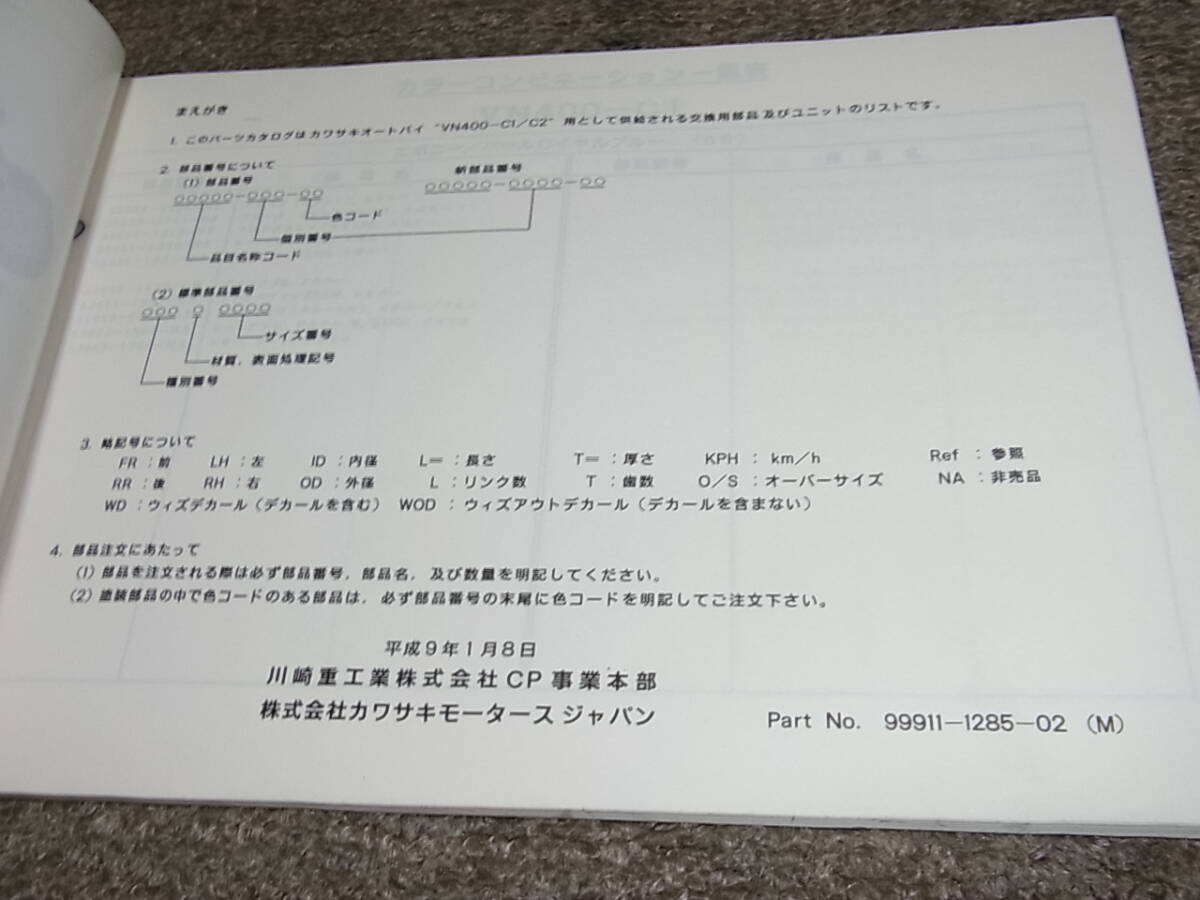 まえがき
1. このパーツカタログはカワサキオートバイ "VN400-C1/C2" 用として供給される交換用部品及びユニットのリストです。
2. 部品番号について
(1) 部品番号 新部品番号
○○○○○-○○○-○○ ○○○○○-○○○○-○○
色コード
個別番号
品目名称コード
(2) 標準部品番号
○○○ ○ ○○○○
サイズ番号
材質, 表面処理記号
種別番号
3. 略記号について
FR : 前 LH : 左 ID : 内径 L= : 長さ T= : 厚さ KPH : km/h Ref : 参照
RR : 後 RH : 右 OD : 外径 L : リンク数 T : 歯数 O/S : オーバーサイズ NA : 非売品
WD : ウィズデカール (デカールを含む) WOD : ウィズアウトデカール (デカールを含まない)
4. 部品注文にあたって
(1) 部品を注文される際は必ず部品番号, 部品名, 及び数量を明記してください。
(2) 塗装部品の中で色コードのある部品は, 必ず部品番号の末尾に色コードを明記してご注文下さい。
平成9年1月8日
川崎重工業株式会社CP事業本部
株式会社カワサキモータース ジャパン
Part No. 99911-1285-02 (M)